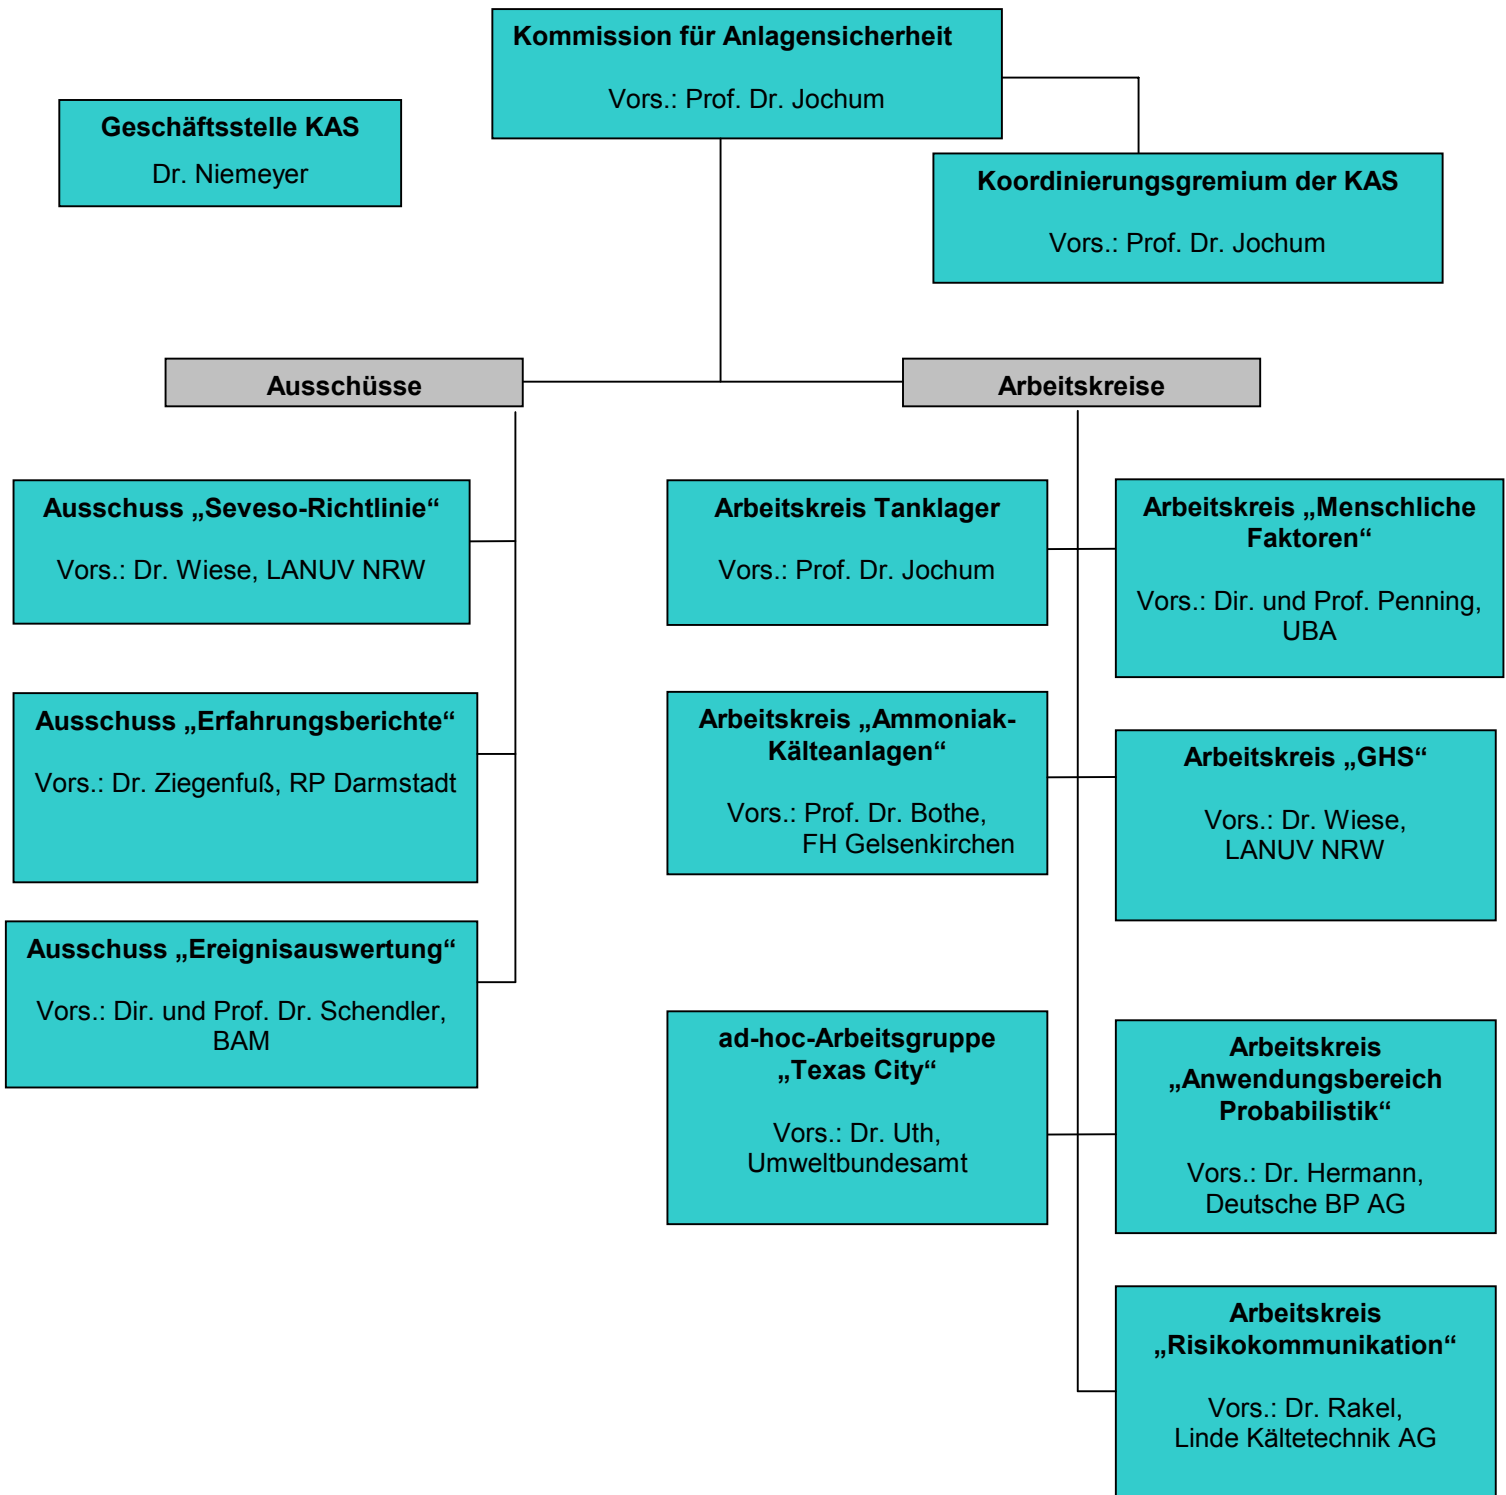 Kommission für Anlagensicherheit
Vors.: Prof. Dr. Jochum
Geschäftsstelle KAS
Dr. Niemeyer
Koordinierungsgremium der KAS
Vors.: Prof. Dr. Jochum
Ausschüsse
Arbeitskreise
Ausschuss „Seveso-Richtlinie“
Vors.: Dr. Wiese, LANUV NRW
Ausschuss „Erfahrungsberichte“
Vors.: Dr. Ziegenfuß, RP Darmstadt
Ausschuss „Ereignisauswertung“
Vors.: Dir. und Prof. Dr. Schendler,
BAM
Arbeitskreis Tanklager
Vors.: Prof. Dr. Jochum
Arbeitskreis „Menschliche
Faktoren“
Vors.: Dir. und Prof. Penning,
UBA
Arbeitskreis „Ammoniak-
Kälteanlagen“
Vors.: Prof. Dr. Bothe,
FH Gelsenkirchen
Arbeitskreis „GHS“
Vors.: Dr. Wiese,
LANUV NRW
ad-hoc-Arbeitsgruppe
„Texas City“
Vors.: Dr. Uth,
Umweltbundesamt
Arbeitskreis
„Anwendungsbereich
Probabilistik“
Vors.: Dr. Hermann,
Deutsche BP AG
Arbeitskreis
„Risikokommunikation“
Vors.: Dr. Rakel,
Linde Kältetechnik AG